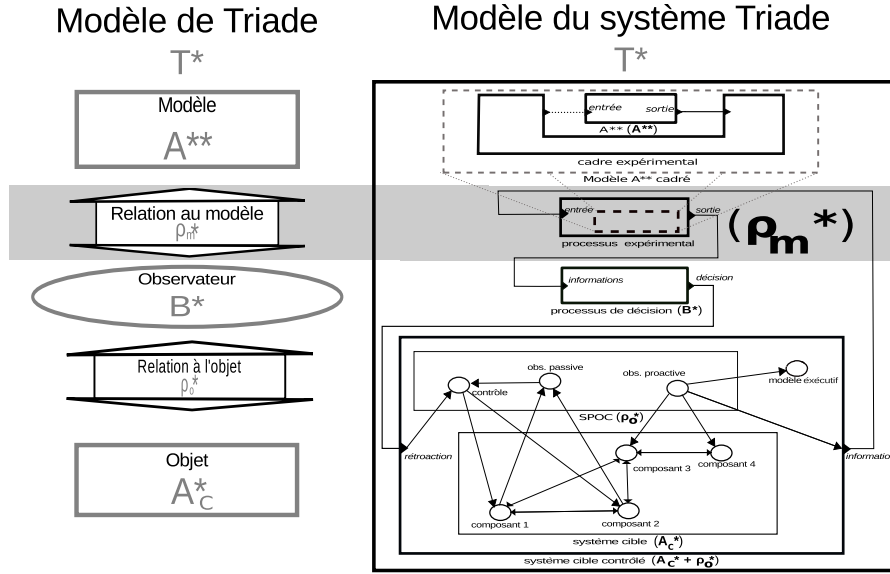 Modèle de Triade
T*
Modèle
A**
Relation au modèle
ρm*
Observateur
B*
Relation à l'objet
ρo*
Objet
A*C
Modèle du système Triade
T*
entrée
sortie
A** (A**)
cadre expérimental
Modèle A** cadré
entrée
sortie
processus expérimental
(ρm*)
informations
décision
processus de décision (B*)
obs. passive
obs. proactive
contrôle
modèle éxécutif
SPOC (ρo*)
rétroaction
informatio
composant 3
composant 4
composant 1
composant 2
système cible (Ac*)
système cible contrôlé (Ac* + ρo*)